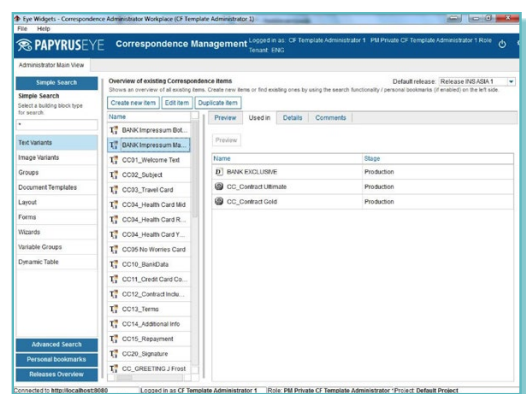 Eye Widgets - Correspondence Administrator Workplace (CF Template Administrator 1)
File Help
PAPYRUSEYE Correspondence Management Logged in as: CF Template Administrator 1 PM Private CF Template Administrator 1 Role
Tenant: ENG
Administrator Main View
Simple Search
Simple Search
Select a building block type
for search:
*
Text Variants
Image Variants
Groups
Document Templates
Layout
Forms
Wizards
Variable Groups
Dynamic Table
Advanced Search
Personal bookmarks
Releases Overview
Overview of existing Correspondence items
Default release: Release INIS ASIA 1
Shows an overview of all existing items. Create new items or find existing ones by using the search functionality / personal bookmarks (if enabled) on the left side.
Create new item Edit item Duplicate item
Name
BANK Impressum Bot...
BANK Impressum Ma...
CC01_Welcome Text
CC02_Subject
CC03_Travel Card
CC04_Health Card Mid
CC04_Health Card R...
CC04_Health Card Y...
CC05 No Worries Card
CC10_BankData
CC11_Credit Card Co...
CC12_Contract Inclu...
CC13_Terms
CC14_Additional Info
CC15_Repayment
CC20_Signature
CC_GREETING J Frost
Preview Used in Details Comments
Preview
Name Stage
BANK EXCLUSIVE Production
CC_Contract Ultimate Production
CC_Contract Gold Production
Connected to http://localhost:8080 Logged in as CF Template Administrator 1 Role: PM Private CF Template Administrator *Project: Default Project